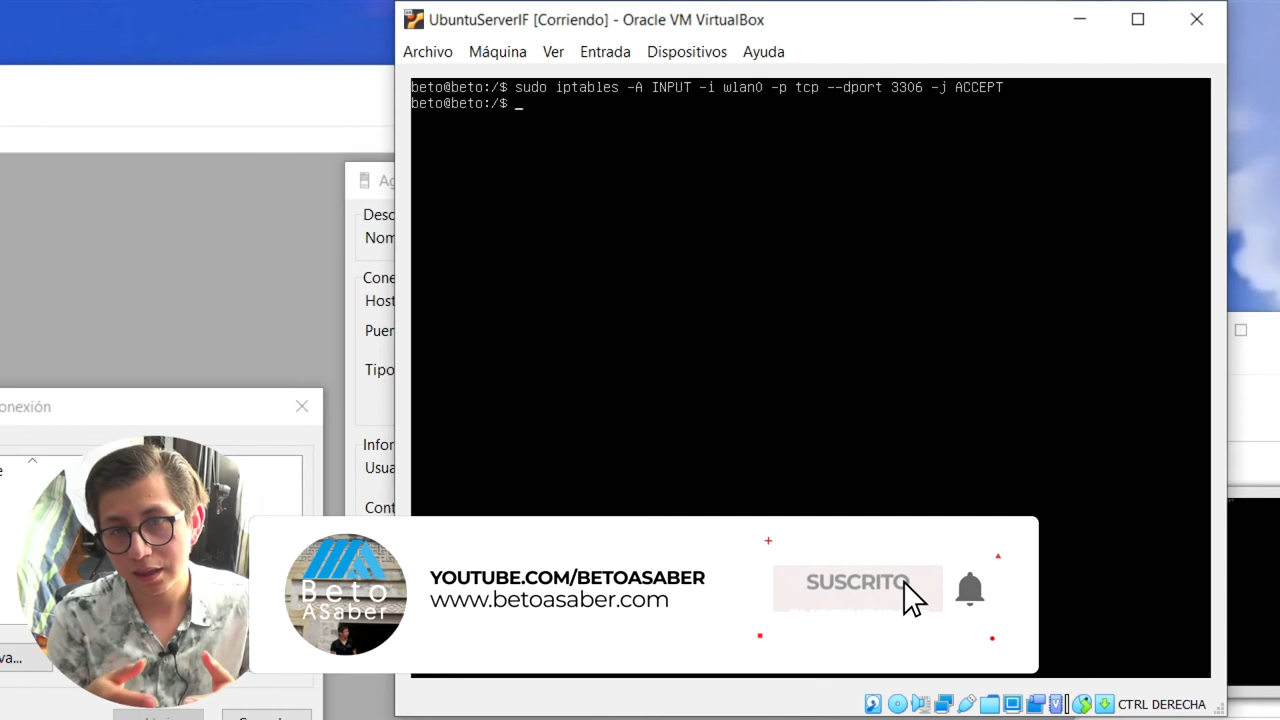 UbuntuServerIF [Corriendo] - Oracle VM VirtualBox
Archivo Máquina Ver Entrada Dispositivos Ayuda
beto@beto:/$ sudo iptables -A INPUT -i wlan0 -p tcp --dport 3306 -j ACCEPT
beto@beto:/$ _
Ag
Desc
Nom
Cone
Host
Puer
Tipo
Infor
Usua
Cont
onexión
e
va...
Beto
ASaber
YOUTUBE.COM/BETOASABER
www.betoasaber.com
SUSCRITO
CTRL DERECHA